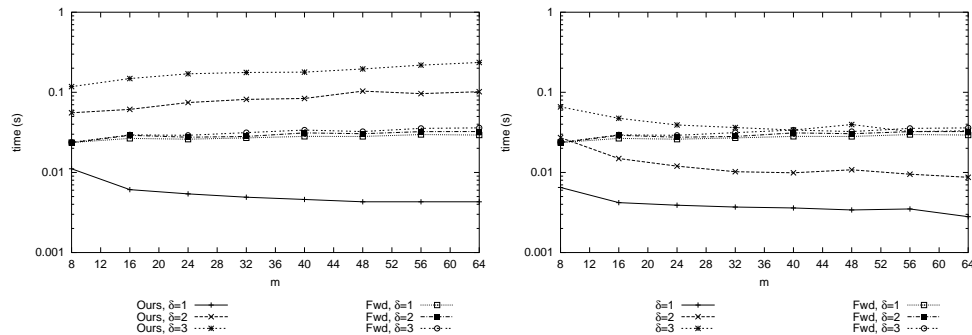 1
0.1
0.01
0.001
time (s)
8 12 16 20 24 28 32 36 40 44 48 52 56 60 64
m
Ours, δ=1
Ours, δ=2
Ours, δ=3
Fwd, δ=1
Fwd, δ=2
Fwd, δ=3
1
0.1
0.01
0.001
time (s)
8 12 16 20 24 28 32 36 40 44 48 52 56 60 64
m
δ=1
δ=2
δ=3
Fwd, δ=1
Fwd, δ=2
Fwd, δ=3